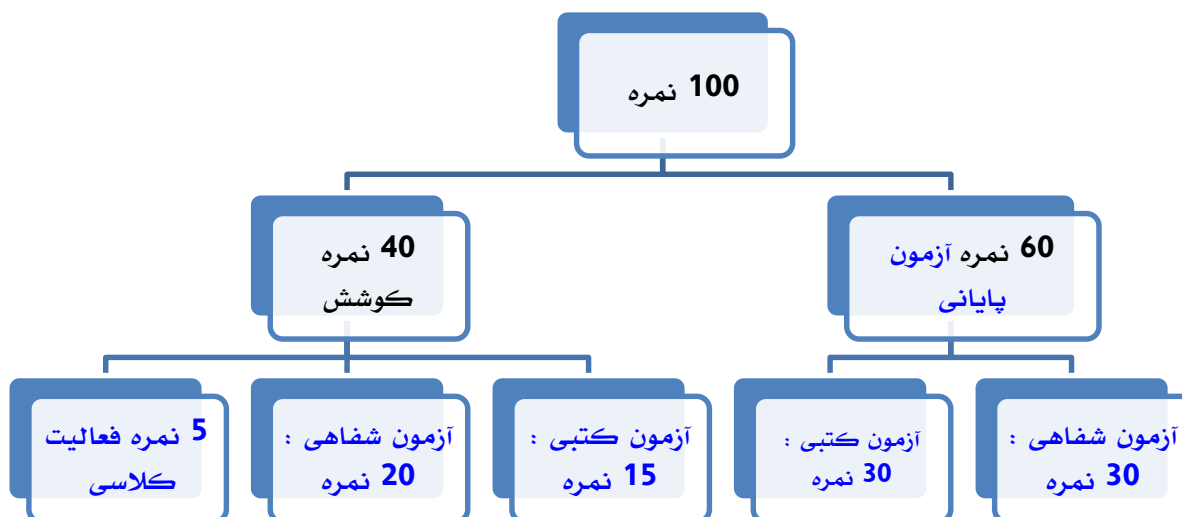 100 نمره
60 نمره آزمون
پایانی
40 نمره
کوشش
آزمون شفاهی :
30 نمره
آزمون کتبی :
30 نمره
آزمون کتبی :
15 نمره
آزمون شفاهی :
20 نمره
5 نمره فعالیت
کلاسی